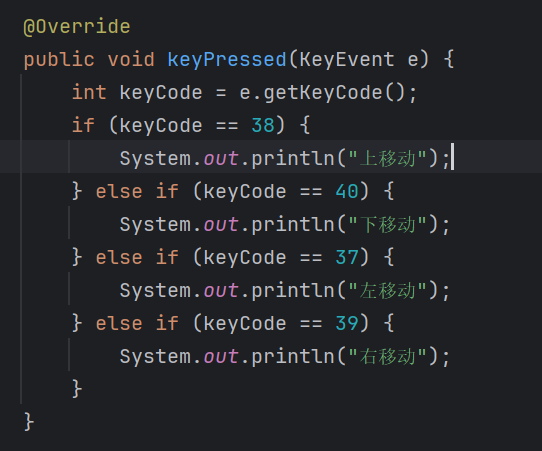 @Override
public void keyPressed(KeyEvent e) {
    int keyCode = e.getKeyCode();
    if (keyCode == 38) {
        System.out.println("上移动");
    } else if (keyCode == 40) {
        System.out.println("下移动");
    } else if (keyCode == 37) {
        System.out.println("左移动");
    } else if (keyCode == 39) {
        System.out.println("右移动");
    }
}